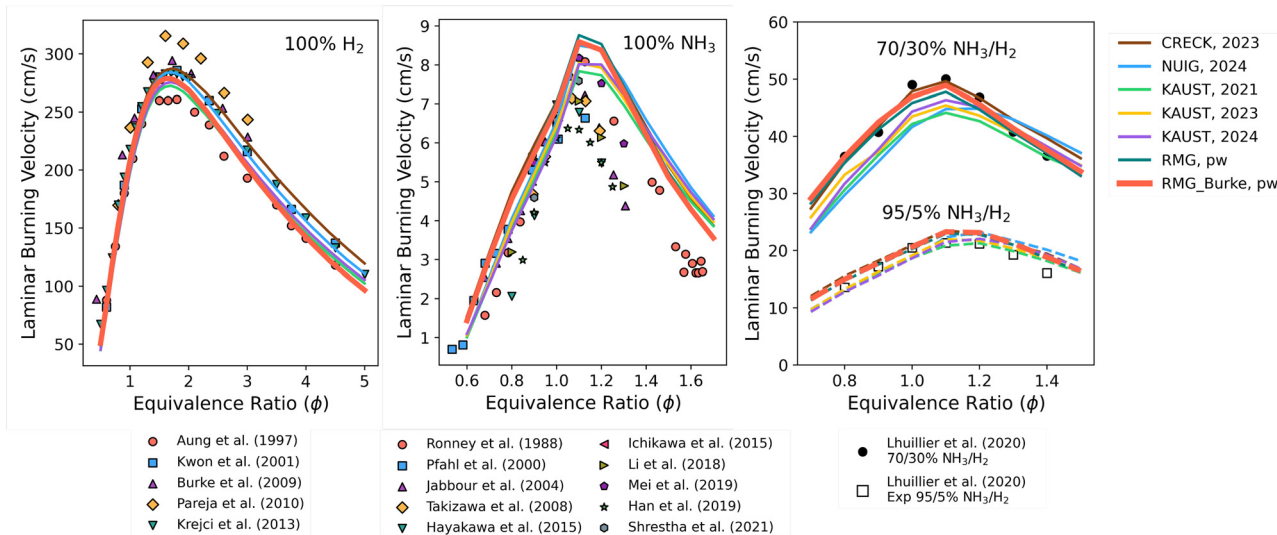 100% H₂
Laminar Burning Velocity (cm/s)
350
300
250
200
150
100
50
1
2
3
4
5
Equivalence Ratio (ϕ)
Aung et al. (1997)
Kwon et al. (2001)
Burke et al. (2009)
Pareja et al. (2010)
Krejci et al. (2013)
100% NH₃
Laminar Burning Velocity (cm/s)
9
8
7
6
5
4
3
2
1
0.6
0.8
1.0
1.2
1.4
1.6
Equivalence Ratio (ϕ)
Ronney et al. (1988)
Pfahl et al. (2000)
Jabbour et al. (2004)
Takizawa et al. (2008)
Hayakawa et al. (2015)
Ichikawa et al. (2015)
Li et al. (2018)
Mei et al. (2019)
Han et al. (2019)
Shrestha et al. (2021)
70/30% NH₃/H₂
95/5% NH₃/H₂
Laminar Burning Velocity (cm/s)
60
50
40
30
20
10
0
0.8
1.0
1.2
1.4
Equivalence Ratio (ϕ)
Lhuillier et al. (2020)
70/30% NH₃/H₂
Lhuillier et al. (2020)
Exp 95/5% NH₃/H₂
CRECK, 2023
NUIG, 2024
KAUST, 2021
KAUST, 2023
KAUST, 2024
RMG, pw
RMG_Burke, pw